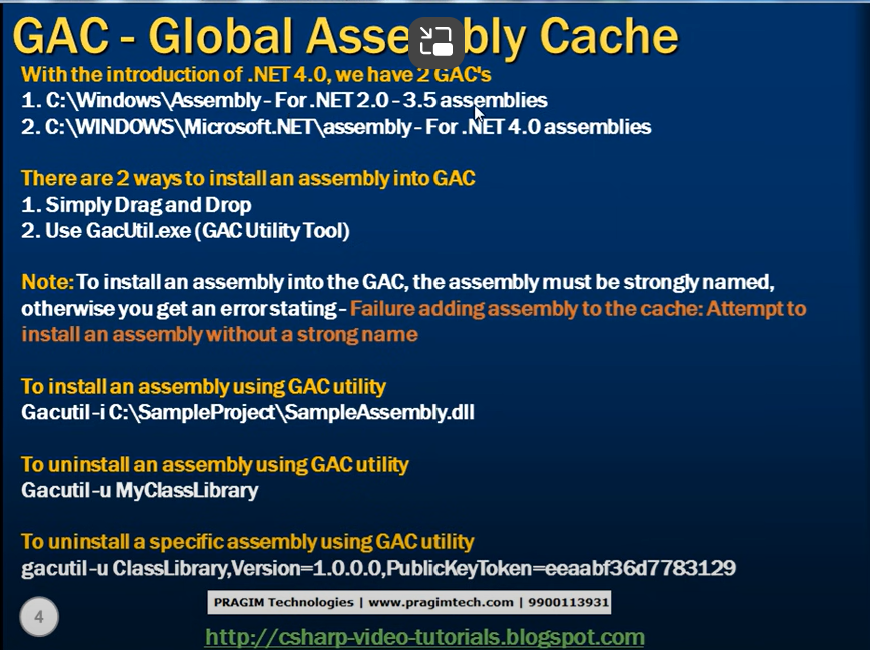 GAC - Global Assembly Cache
With the introduction of .NET 4.0, we have 2 GAC's
1. C:\Windows\Assembly - For .NET 2.0 - 3.5 assemblies
2. C:\WINDOWS\Microsoft.NET\assembly - For .NET 4.0 assemblies
There are 2 ways to install an assembly into GAC
1. Simply Drag and Drop
2. Use GacUtil.exe (GAC Utility Tool)
Note: To install an assembly into the GAC, the assembly must be strongly named,
otherwise you get an error stating - Failure adding assembly to the cache: Attempt to
install an assembly without a strong name
To install an assembly using GAC utility
Gacutil -i C:\SampleProject\SampleAssembly.dll
To uninstall an assembly using GAC utility
Gacutil -u MyClassLibrary
To uninstall a specific assembly using GAC utility
gacutil -u ClassLibrary,Version=1.0.0.0,PublicKeyToken=eeaabf36d7783129
PRAGIM Technologies | www.pragimtech.com | 9900113931
4
http://csharp-video-tutorials.blogspot.com